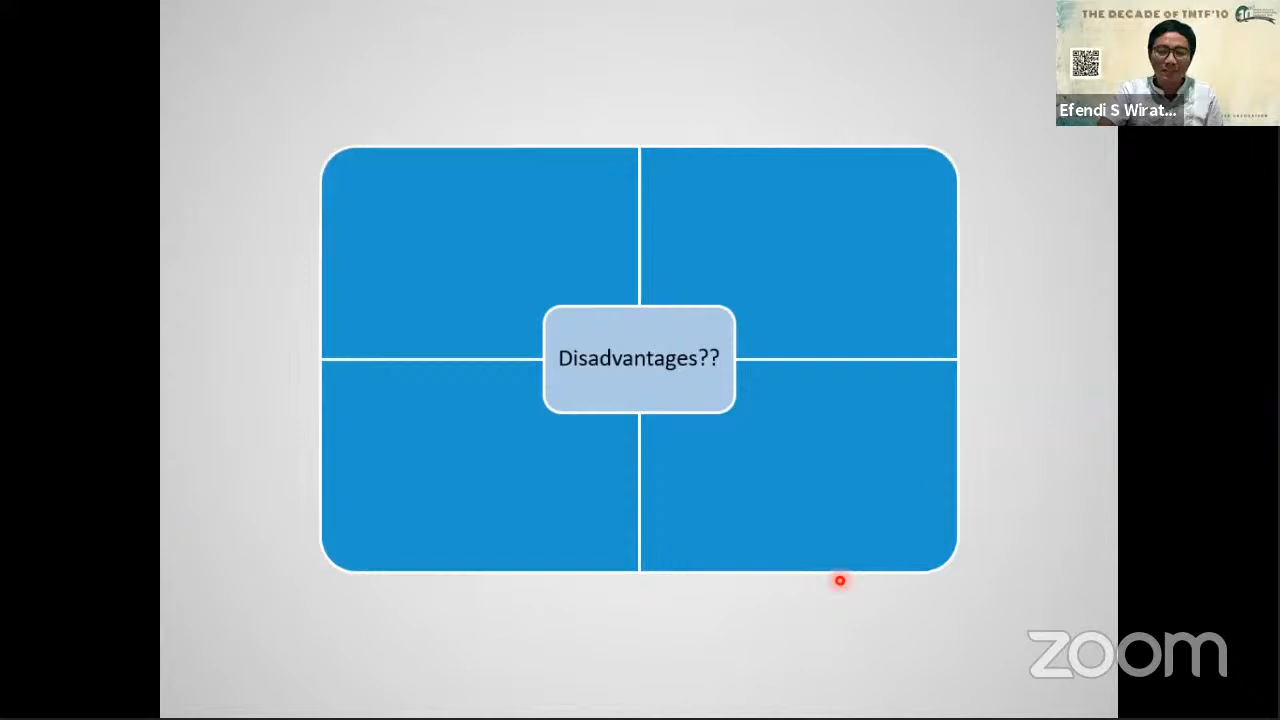 THE DECADE OF TNTF'10
Efendi S Wirat...
Disadvantages??
zoom